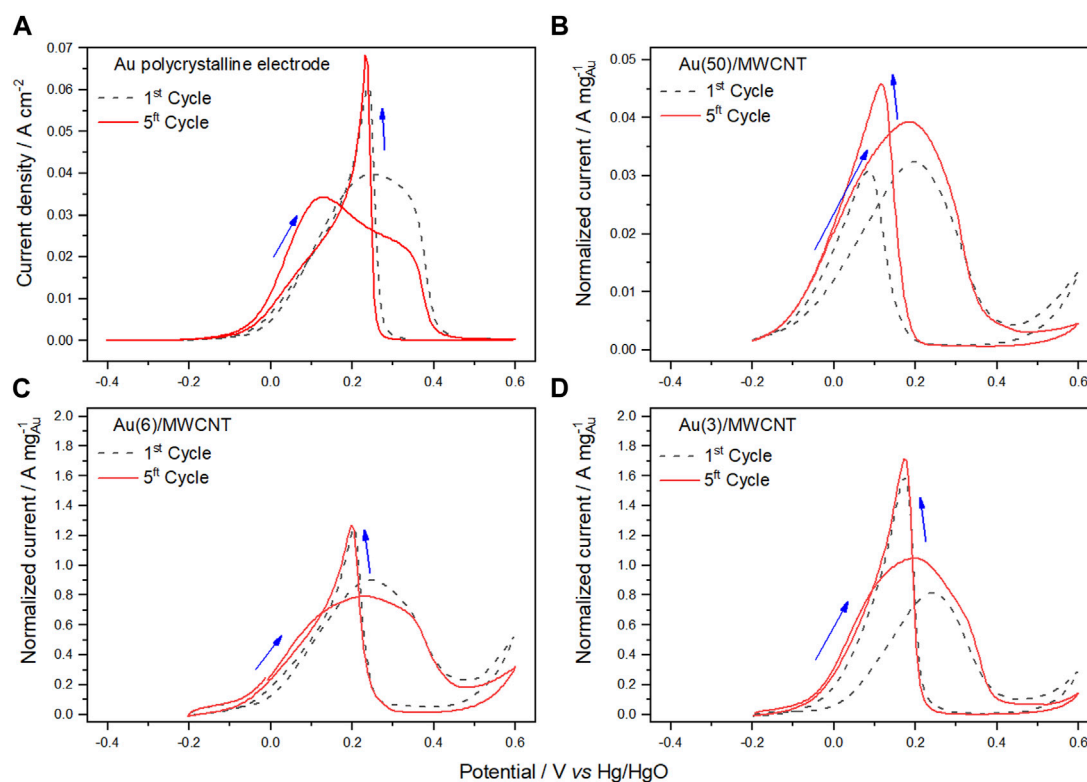 A
Au polycrystalline electrode
1st Cycle
5ft Cycle
Current density / A cm-2
0.07
0.06
0.05
0.04
0.03
0.02
0.01
0.00
-0.4 -0.2 0.0 0.2 0.4 0.6
B
Au(50)/MWCNT
1st Cycle
5ft Cycle
Normalized current / A mg-1Au
0.05
0.04
0.03
0.02
0.01
0.00
-0.4 -0.2 0.0 0.2 0.4 0.6
C
Au(6)/MWCNT
1st Cycle
5ft Cycle
Normalized current / A mg-1Au
2.0
1.8
1.6
1.4
1.2
1.0
0.8
0.6
0.4
0.2
0.0
-0.4 -0.2 0.0 0.2 0.4 0.6
D
Au(3)/MWCNT
1st Cycle
5ft Cycle
Normalized current / A mg-1Au
2.0
1.8
1.6
1.4
1.2
1.0
0.8
0.6
0.4
0.2
0.0
-0.4 -0.2 0.0 0.2 0.4 0.6
Potential / V vs Hg/HgO